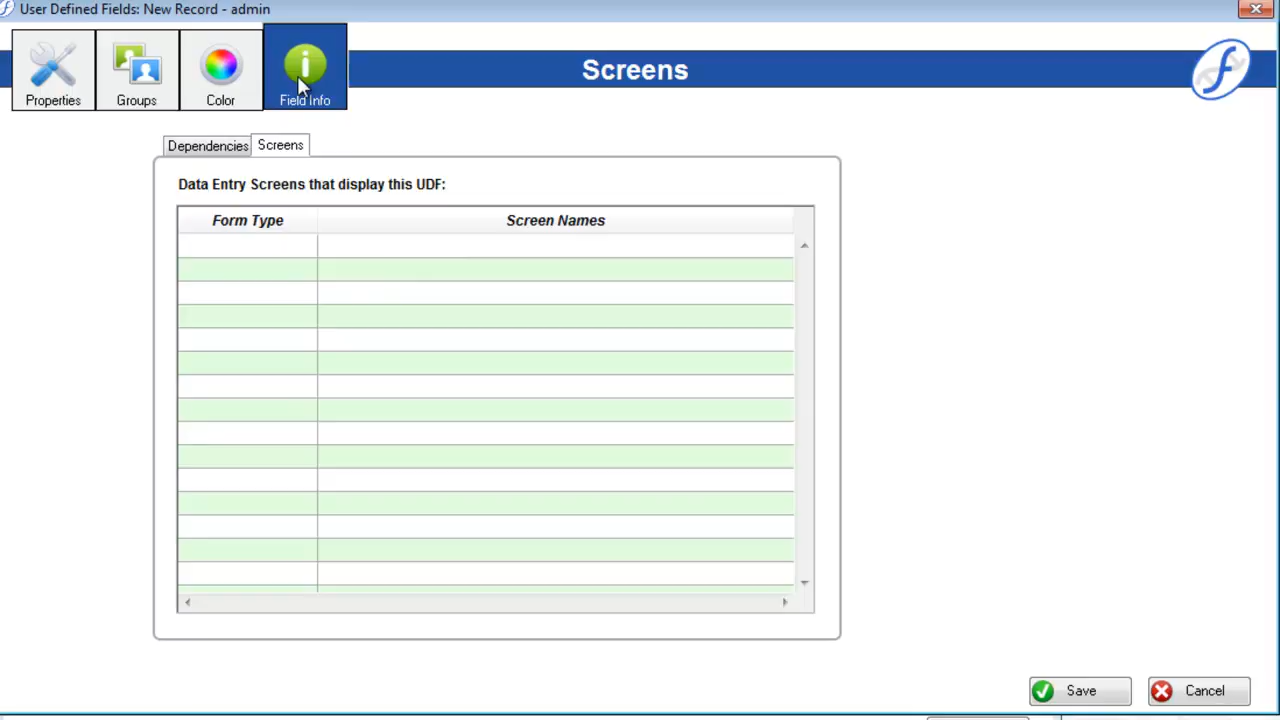 User Defined Fields: New Record - admin
Properties
Groups
Color
Field Info
Screens
Dependencies
Screens
Data Entry Screens that display this UDF:
Form Type
Screen Names
Save
Cancel